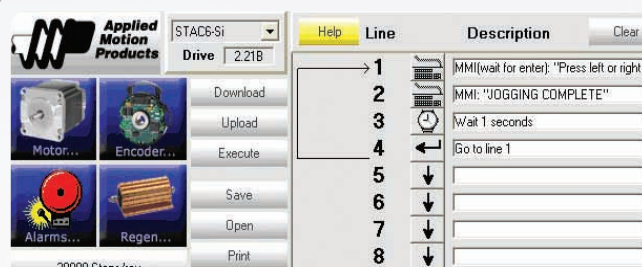 Applied
Motion
Products
STAC6-Si
Drive 2.21B
Motor...
Encoder...
Alarms...
Regen...
Download
Upload
Execute
Save
Open
Print
Help Line Description Clear
1 MMI(wait for enter): "Press left or right
2 MMI: "JOGGING COMPLETE"
3 Wait 1 seconds
4 Go to line 1
5
6
7
8